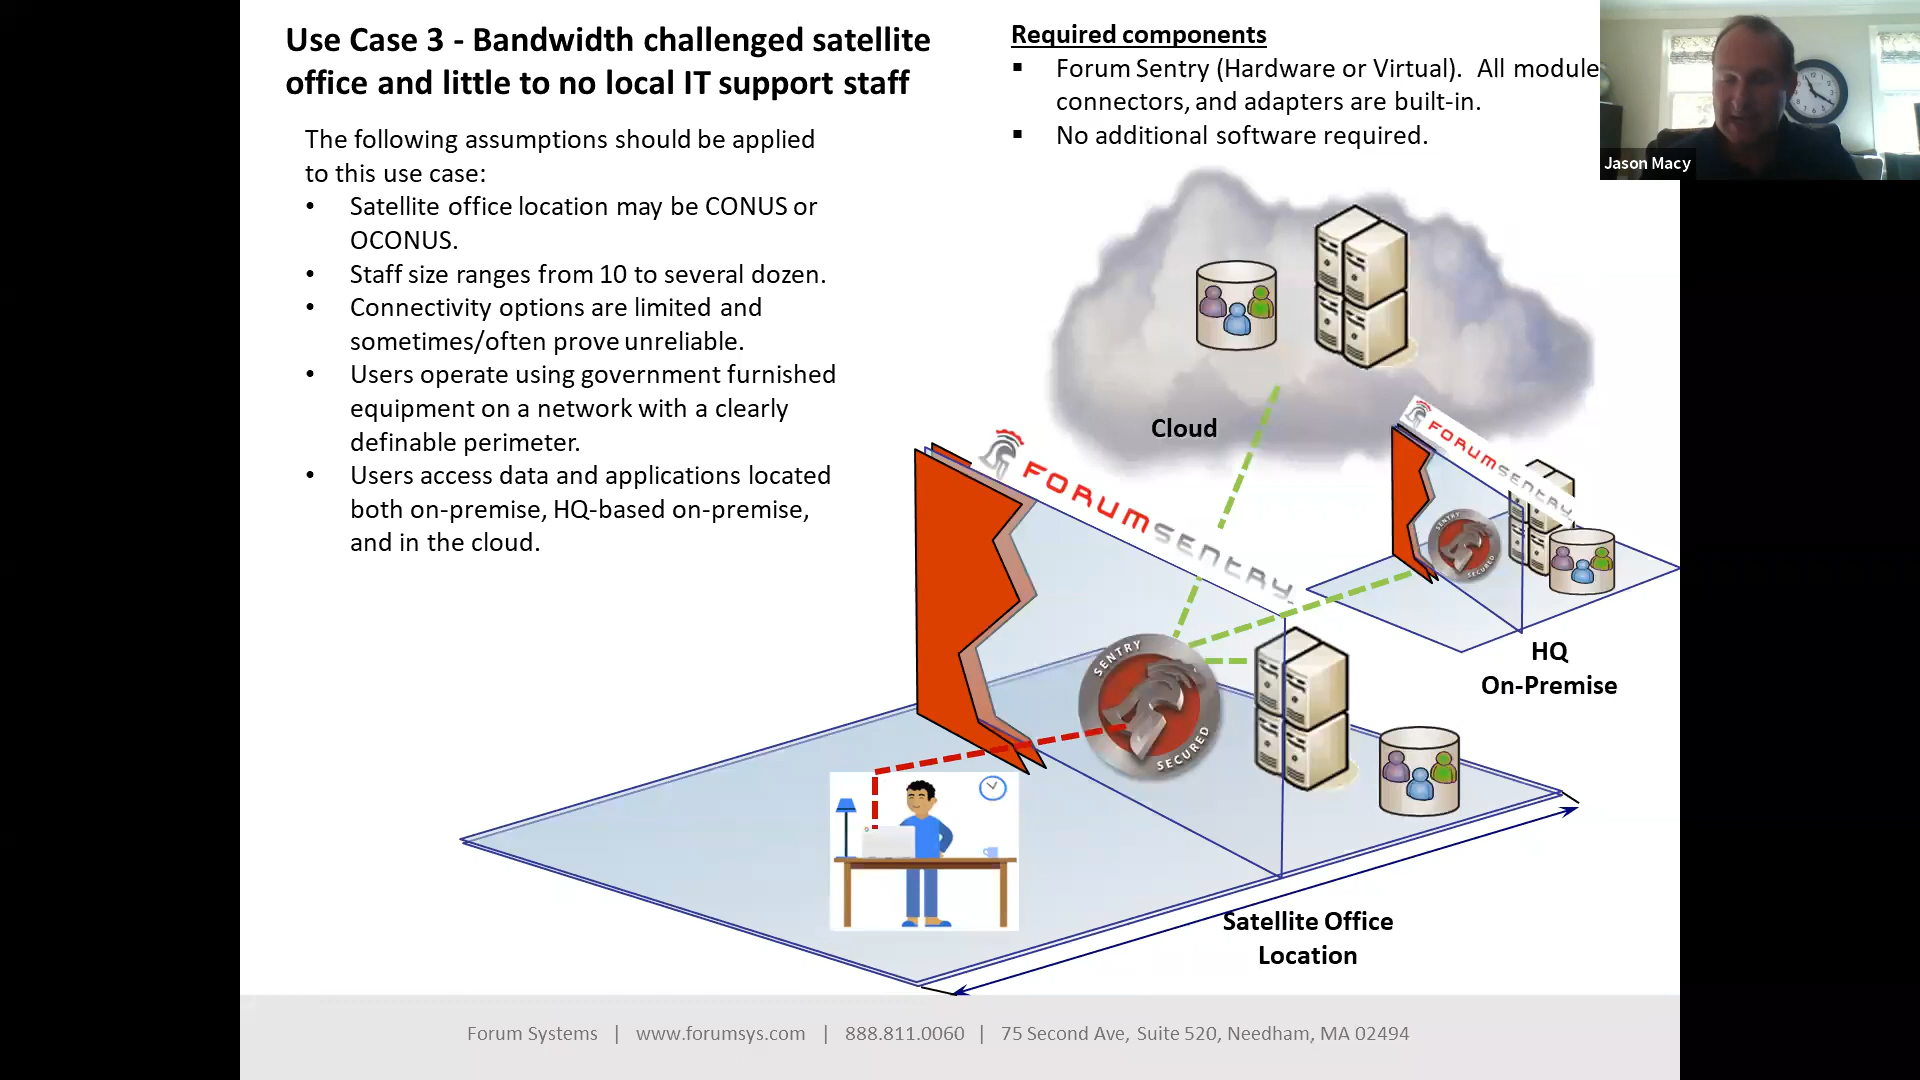 Use Case 3 - Bandwidth challenged satellite
office and little to no local IT support staff
The following assumptions should be applied
to this use case:
• Satellite office location may be CONUS or
OCONUS.
• Staff size ranges from 10 to several dozen.
• Connectivity options are limited and
sometimes/often prove unreliable.
• Users operate using government furnished
equipment on a network with a clearly
definable perimeter.
• Users access data and applications located
both on-premise, HQ-based on-premise,
and in the cloud.
Required components
▪ Forum Sentry (Hardware or Virtual).  All module
connectors, and adapters are built-in.
▪ No additional software required.
Jason Macy
Cloud
FORUMSENTRY
FORUMSENTRY
SENTRY
SECURED
HQ
On-Premise
SENTRY
SECURED
Satellite Office
Location
Forum Systems | www.forumsys.com | 888.811.0060 | 75 Second Ave, Suite 520, Needham, MA 02494